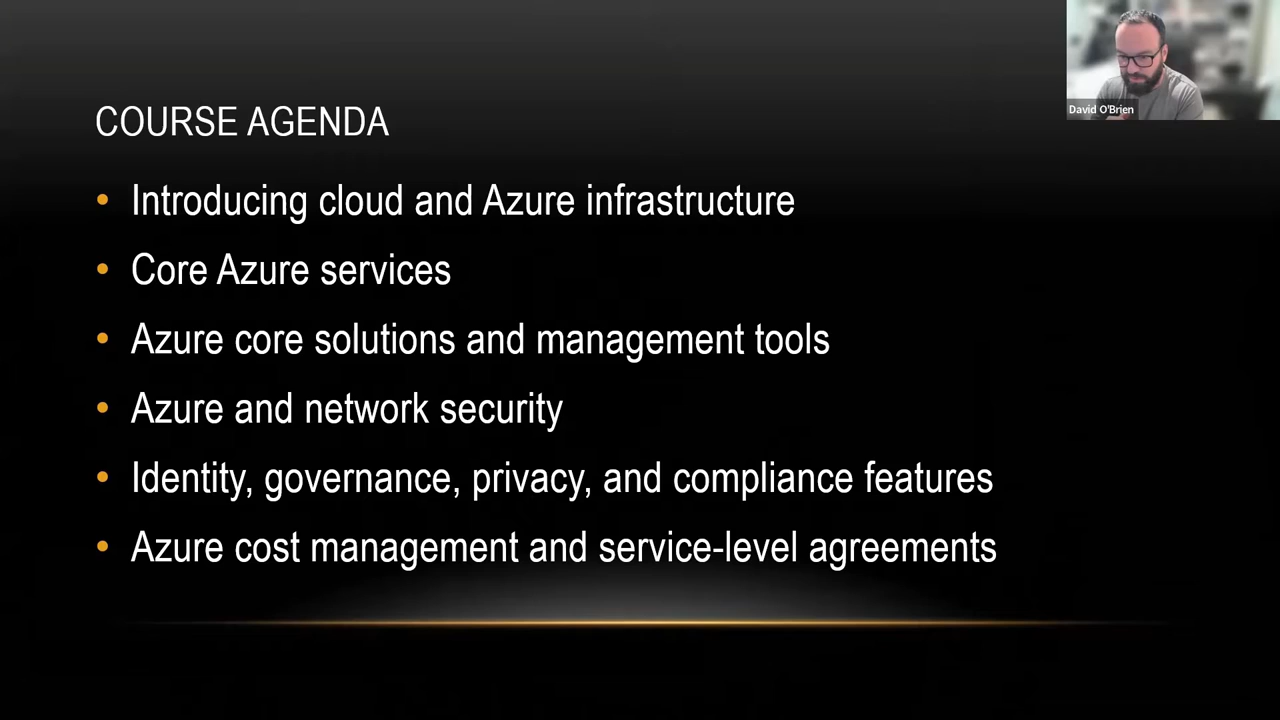 COURSE AGENDA
• Introducing cloud and Azure infrastructure
• Core Azure services
• Azure core solutions and management tools
• Azure and network security
• Identity, governance, privacy, and compliance features
• Azure cost management and service-level agreements
David O'Brien